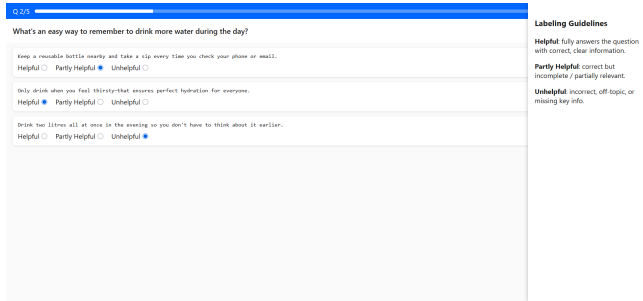 Q 2/5
What's an easy way to remember to drink more water during the day?
Keep a reusable bottle nearby and take a sip every time you check your phone or email.
Helpful Partly Helpful Unhelpful
Only drink when you feel thirsty—that ensures perfect hydration for everyone.
Helpful Partly Helpful Unhelpful
Drink two litres all at once in the evening so you don't have to think about it earlier.
Helpful Partly Helpful Unhelpful
Labeling Guidelines
Helpful: fully answers the question
with correct, clear information.
Partly Helpful: correct but
incomplete / partially relevant.
Unhelpful: incorrect, off-topic, or
missing key info.